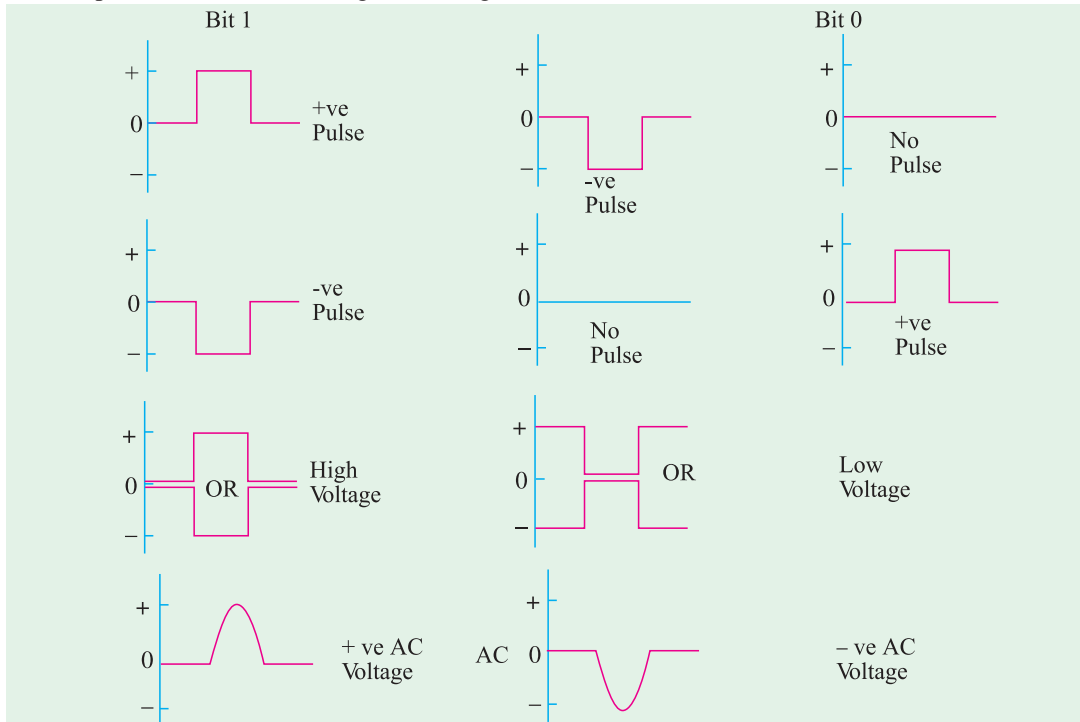 Bit 1
Bit 0
+
0
−
+ve
Pulse
+
0
−
-ve
Pulse
+
0
−
No
Pulse
+
0
−
-ve
Pulse
+
0
−
No
Pulse
+
0
−
+ve
Pulse
+
0
−
OR
High
Voltage
+
0
−
OR
Low
Voltage
+
0
−
+ ve AC
Voltage
AC
+
0
−
– ve AC
Voltage